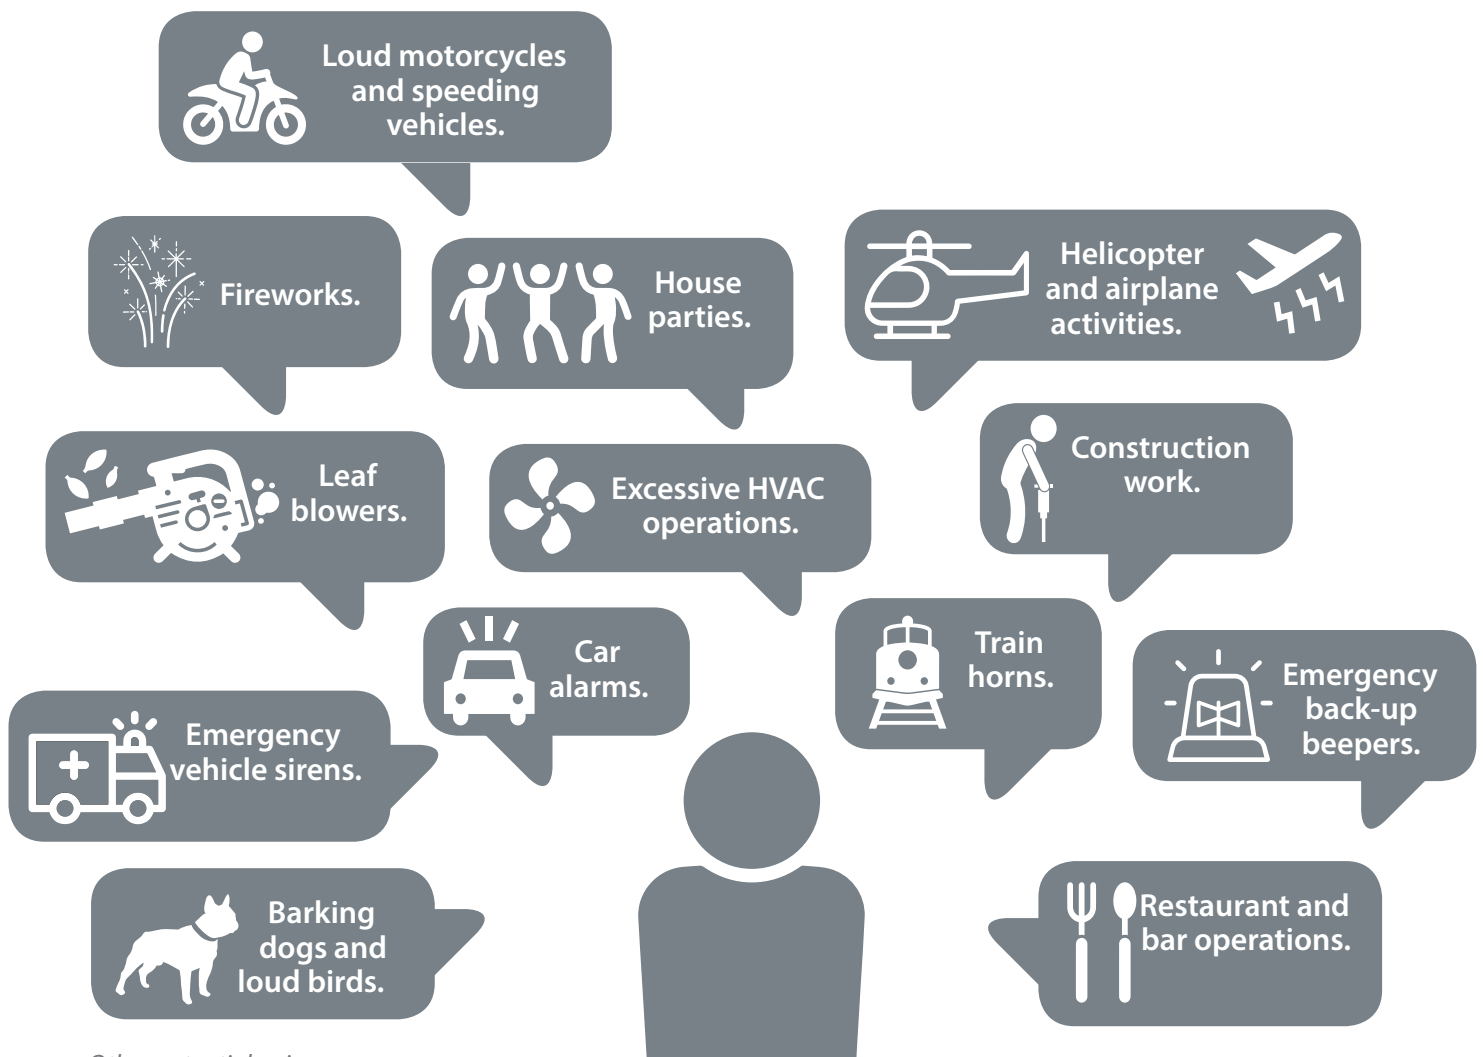 Loud motorcycles
and speeding
vehicles.
Fireworks.
House
parties.
Helicopter
and airplane
activities.
Leaf
blowers.
Excessive HVAC
operations.
Construction
work.
Car
alarms.
Train
horns.
Emergency
back-up
beepers.
Emergency
vehicle sirens.
Barking
dogs and
loud birds.
Restaurant and
bar operations.